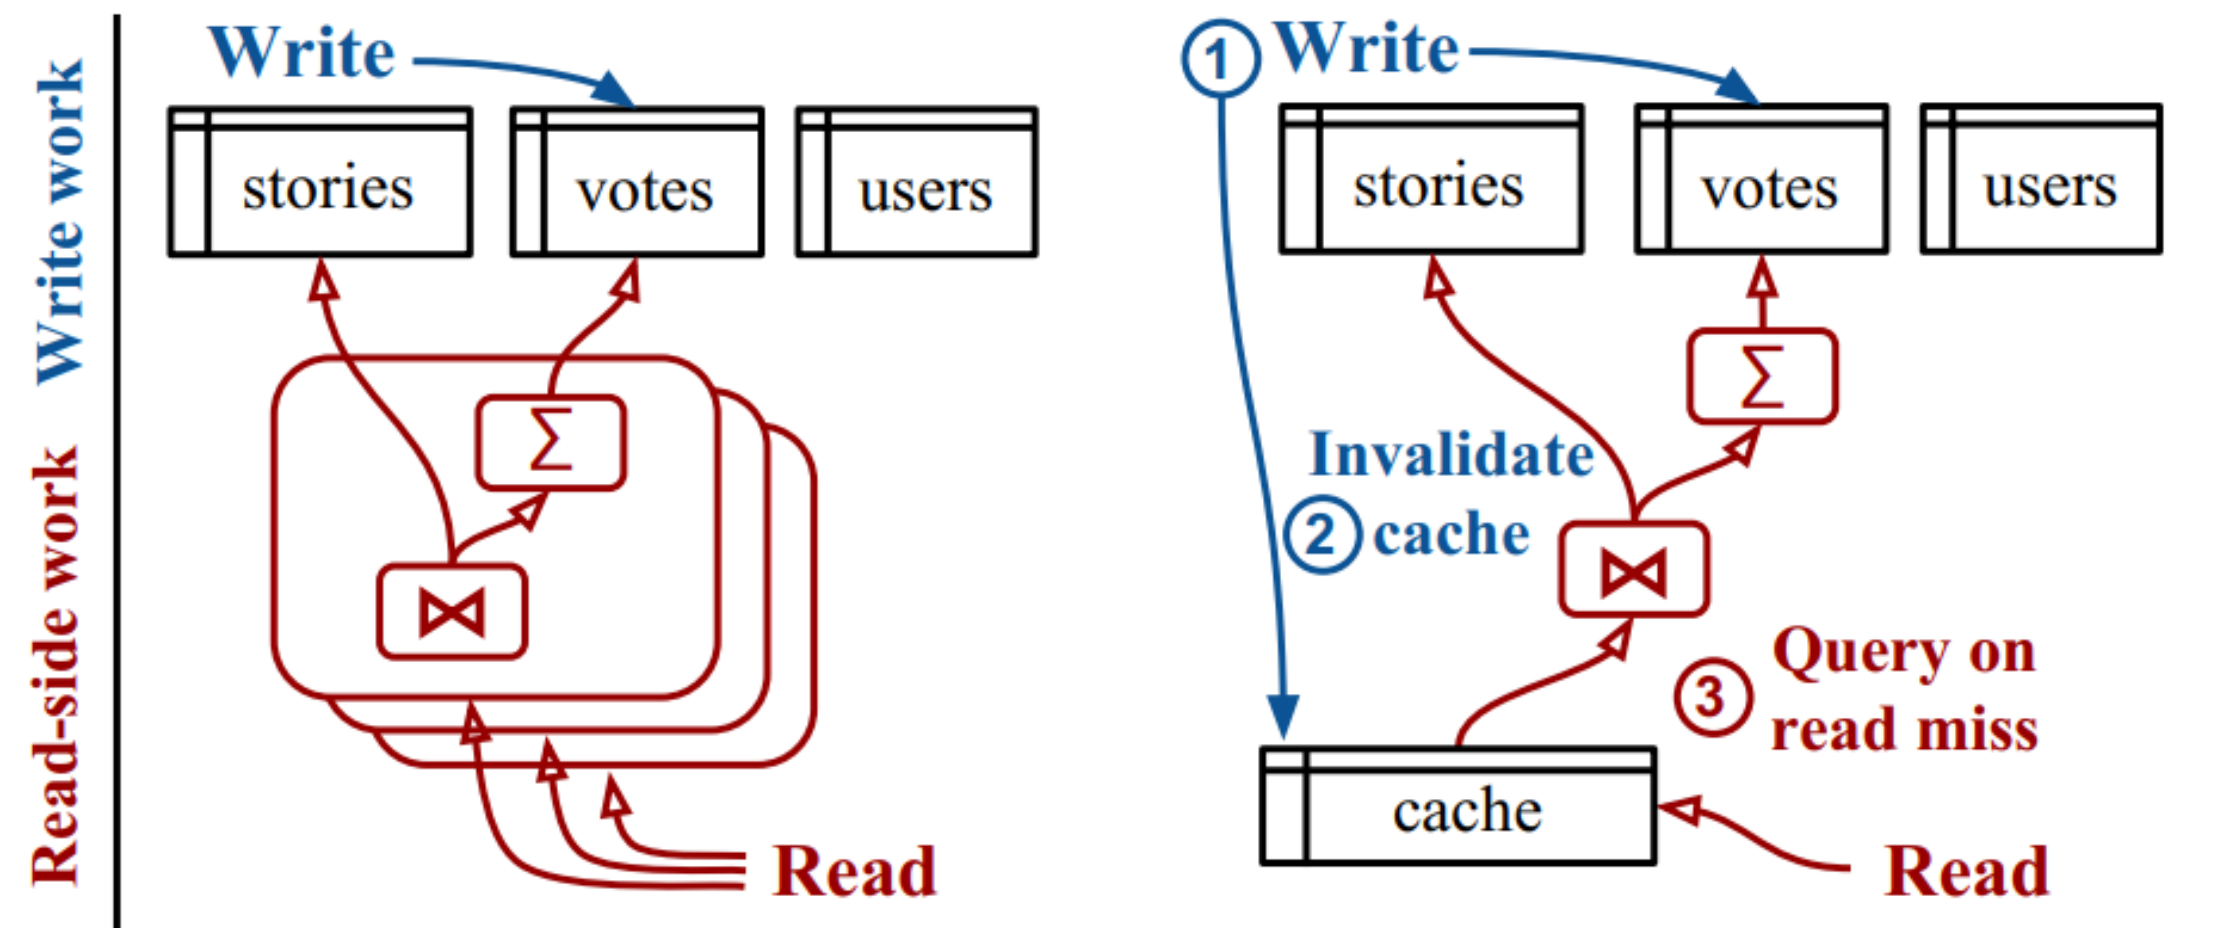 Write work
Read-side work
Write
stories
votes
users
Σ
⋈
Read
1 Write
stories
votes
users
Σ
Invalidate
2 cache
⋈
3 Query on
read miss
cache
Read